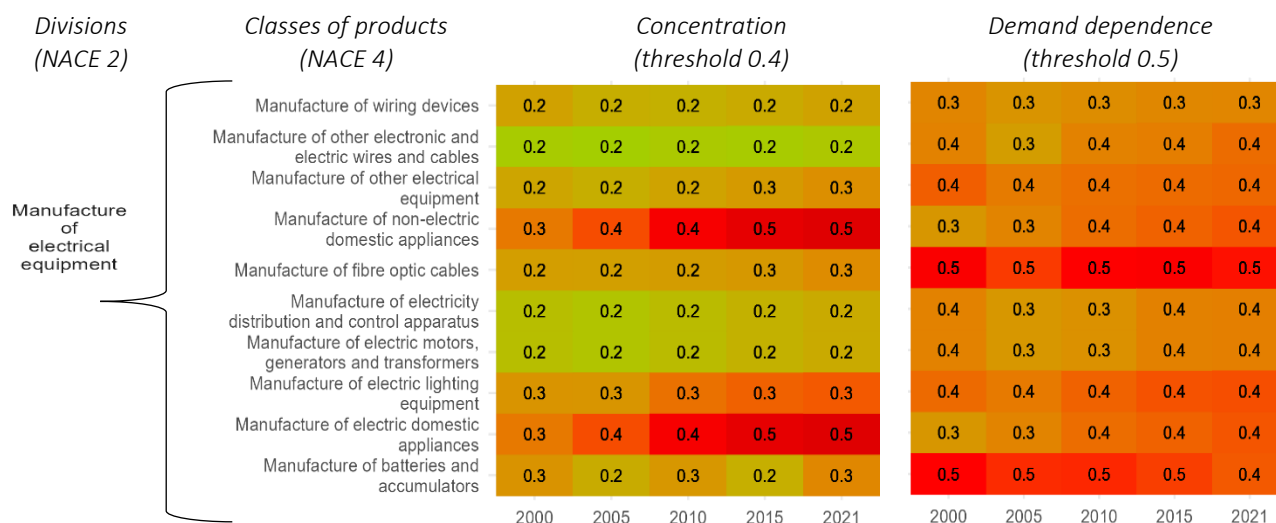 Divisions
(NACE 2)
Classes of products
(NACE 4)
Concentration
(threshold 0.4)
Demand dependence
(threshold 0.5)
Manufacture
of
electrical
equipment
Manufacture of wiring devices
0.2 0.2 0.2 0.2 0.2
0.3 0.3 0.3 0.3 0.3
Manufacture of other electronic and
electric wires and cables
0.2 0.2 0.2 0.2 0.2
0.4 0.3 0.4 0.4 0.4
Manufacture of other electrical
equipment
0.2 0.2 0.2 0.3 0.3
0.4 0.4 0.4 0.4 0.4
Manufacture of non-electric
domestic appliances
0.3 0.4 0.4 0.5 0.5
0.3 0.3 0.4 0.4 0.4
Manufacture of fibre optic cables
0.2 0.2 0.2 0.3 0.3
0.5 0.5 0.5 0.5 0.5
Manufacture of electricity
distribution and control apparatus
0.2 0.2 0.2 0.2 0.2
0.4 0.3 0.3 0.4 0.4
Manufacture of electric motors,
generators and transformers
0.2 0.2 0.2 0.2 0.2
0.4 0.3 0.3 0.4 0.4
Manufacture of electric lighting
equipment
0.3 0.3 0.3 0.3 0.3
0.4 0.4 0.4 0.4 0.4
Manufacture of electric domestic
appliances
0.3 0.4 0.4 0.5 0.5
0.3 0.3 0.4 0.4 0.4
Manufacture of batteries and
accumulators
0.3 0.2 0.3 0.2 0.3
0.5 0.5 0.5 0.5 0.4
2000 2005 2010 2015 2021
2000 2005 2010 2015 2021